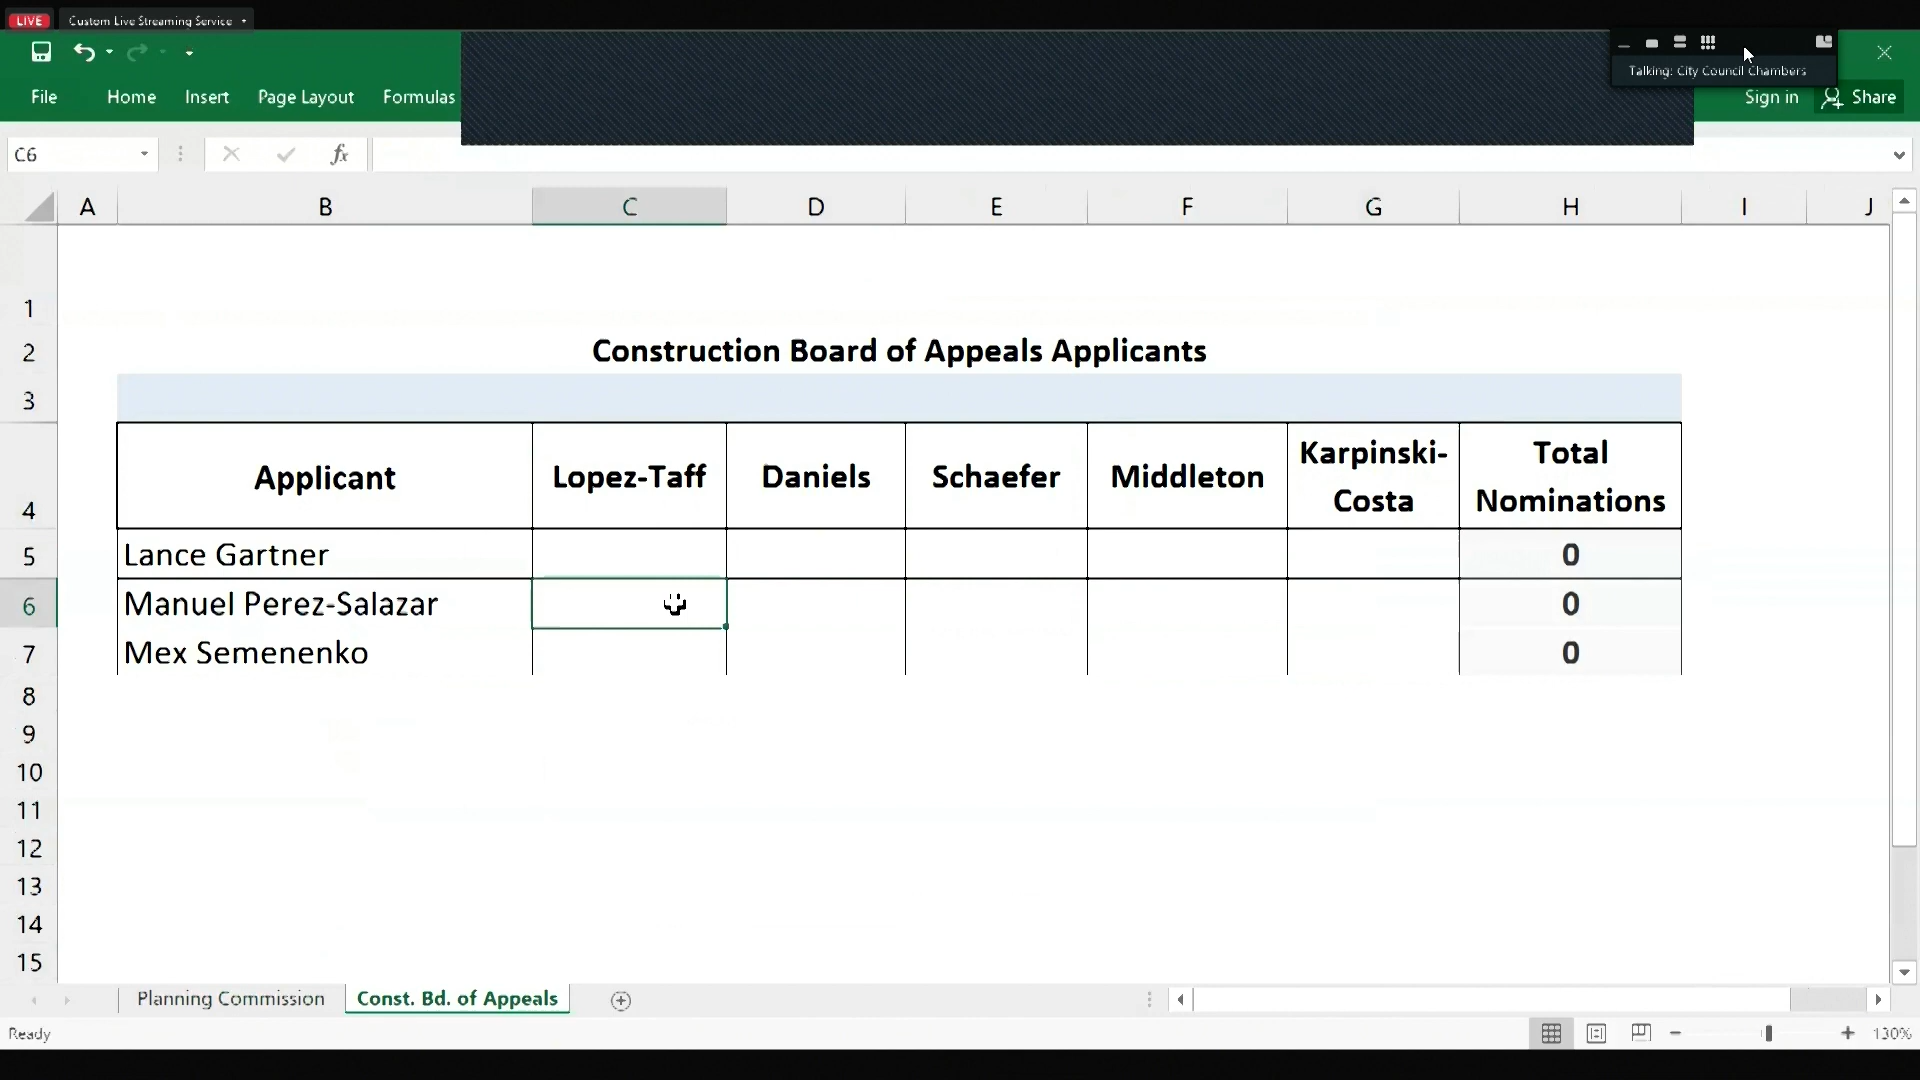 LIVE Custom Live Streaming Service
Talking: City Council Chambers
File Home Insert Page Layout Formulas Sign in Share
C6 fx
A B C D E F G H I J
1
2 Construction Board of Appeals Applicants
3
4 Applicant Lopez-Taff Daniels Schaefer Middleton Karpinski-Costa Total Nominations
5 Lance Gartner 0
6 Manuel Perez-Salazar 0
7 Mex Semenenko 0
8
9
10
11
12
13
14
15
Planning Commission Const. Bd. of Appeals
Ready 130%